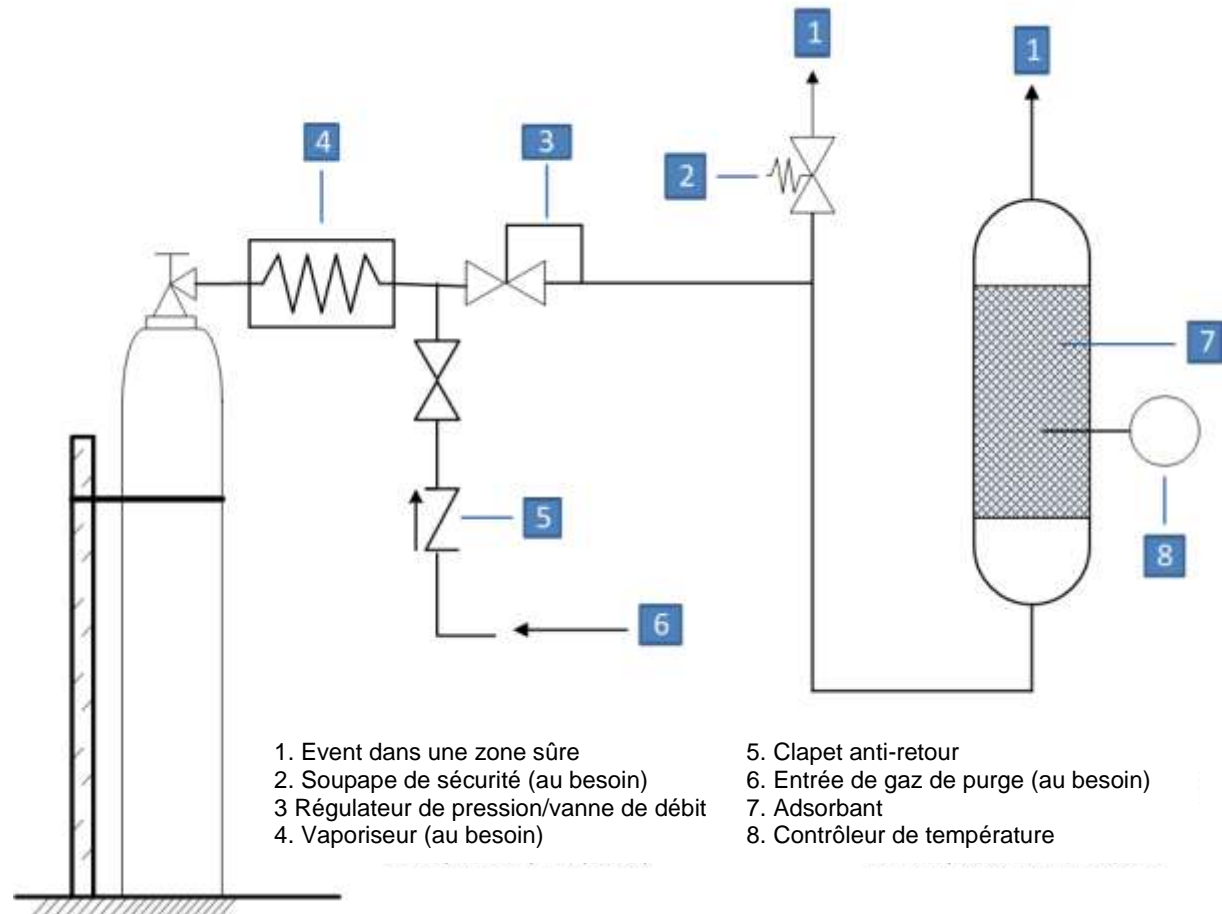 1
1
4
3
2
7
5
8
6
1. Event dans une zone sûre
2. Soupape de sécurité (au besoin)
3 Régulateur de pression/vanne de débit
4. Vaporiseur (au besoin)
5. Clapet anti-retour
6. Entrée de gaz de purge (au besoin)
7. Adsorbant
8. Contrôleur de température